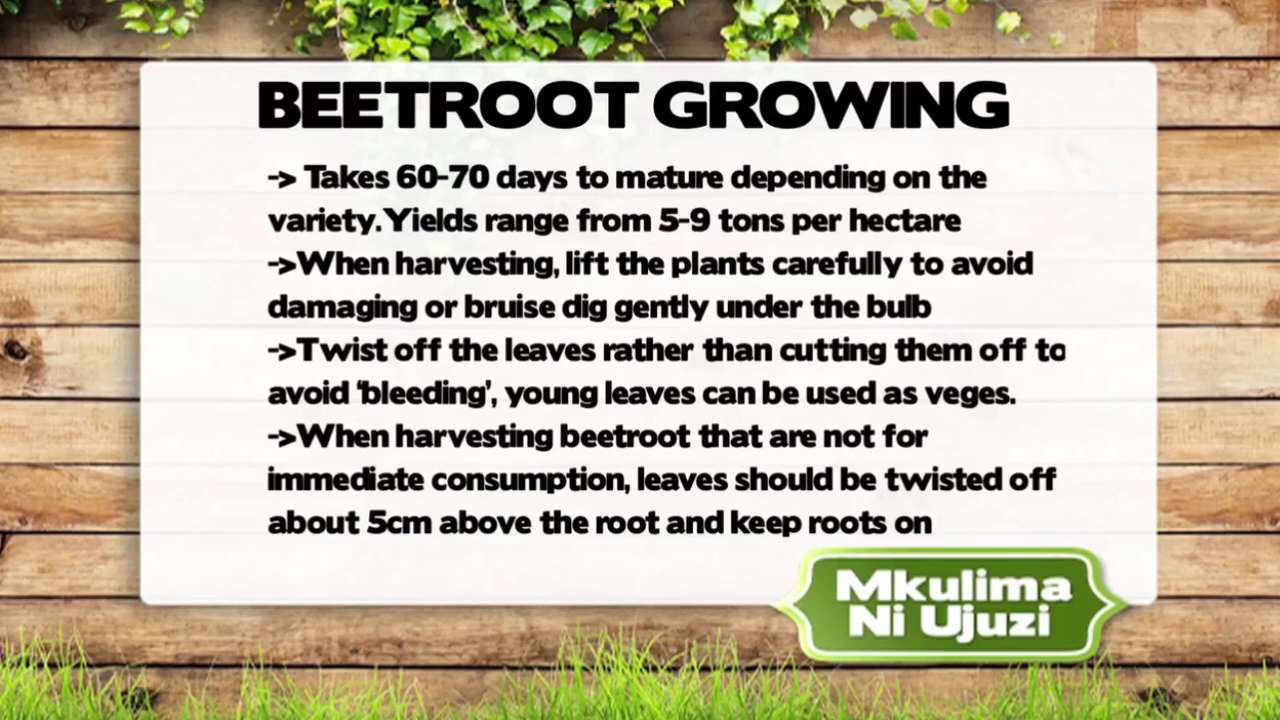 BEETROOT GROWING
-> Takes 60-70 days to mature depending on the
variety. Yields range from 5-9 tons per hectare
->When harvesting, lift the plants carefully to avoid
damaging or bruise dig gently under the bulb
->Twist off the leaves rather than cutting them off to
avoid 'bleeding', young leaves can be used as veges.
->When harvesting beetroot that are not for
immediate consumption, leaves should be twisted off
about 5cm above the root and keep roots on
Mkulima
Ni Ujuzi